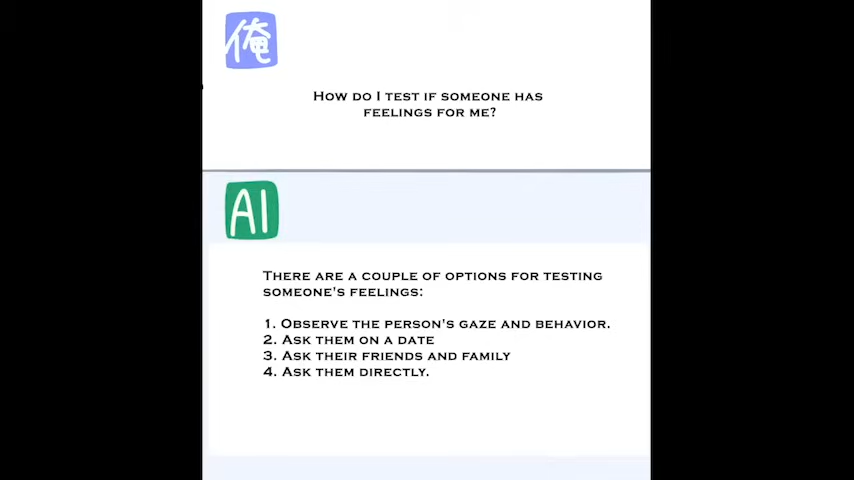 俺
HOW DO I TEST IF SOMEONE HAS
FEELINGS FOR ME?
AI
THERE ARE A COUPLE OF OPTIONS FOR TESTING
SOMEONE'S FEELINGS:
1. OBSERVE THE PERSON'S GAZE AND BEHAVIOR.
2. ASK THEM ON A DATE
3. ASK THEIR FRIENDS AND FAMILY
4. ASK THEM DIRECTLY.